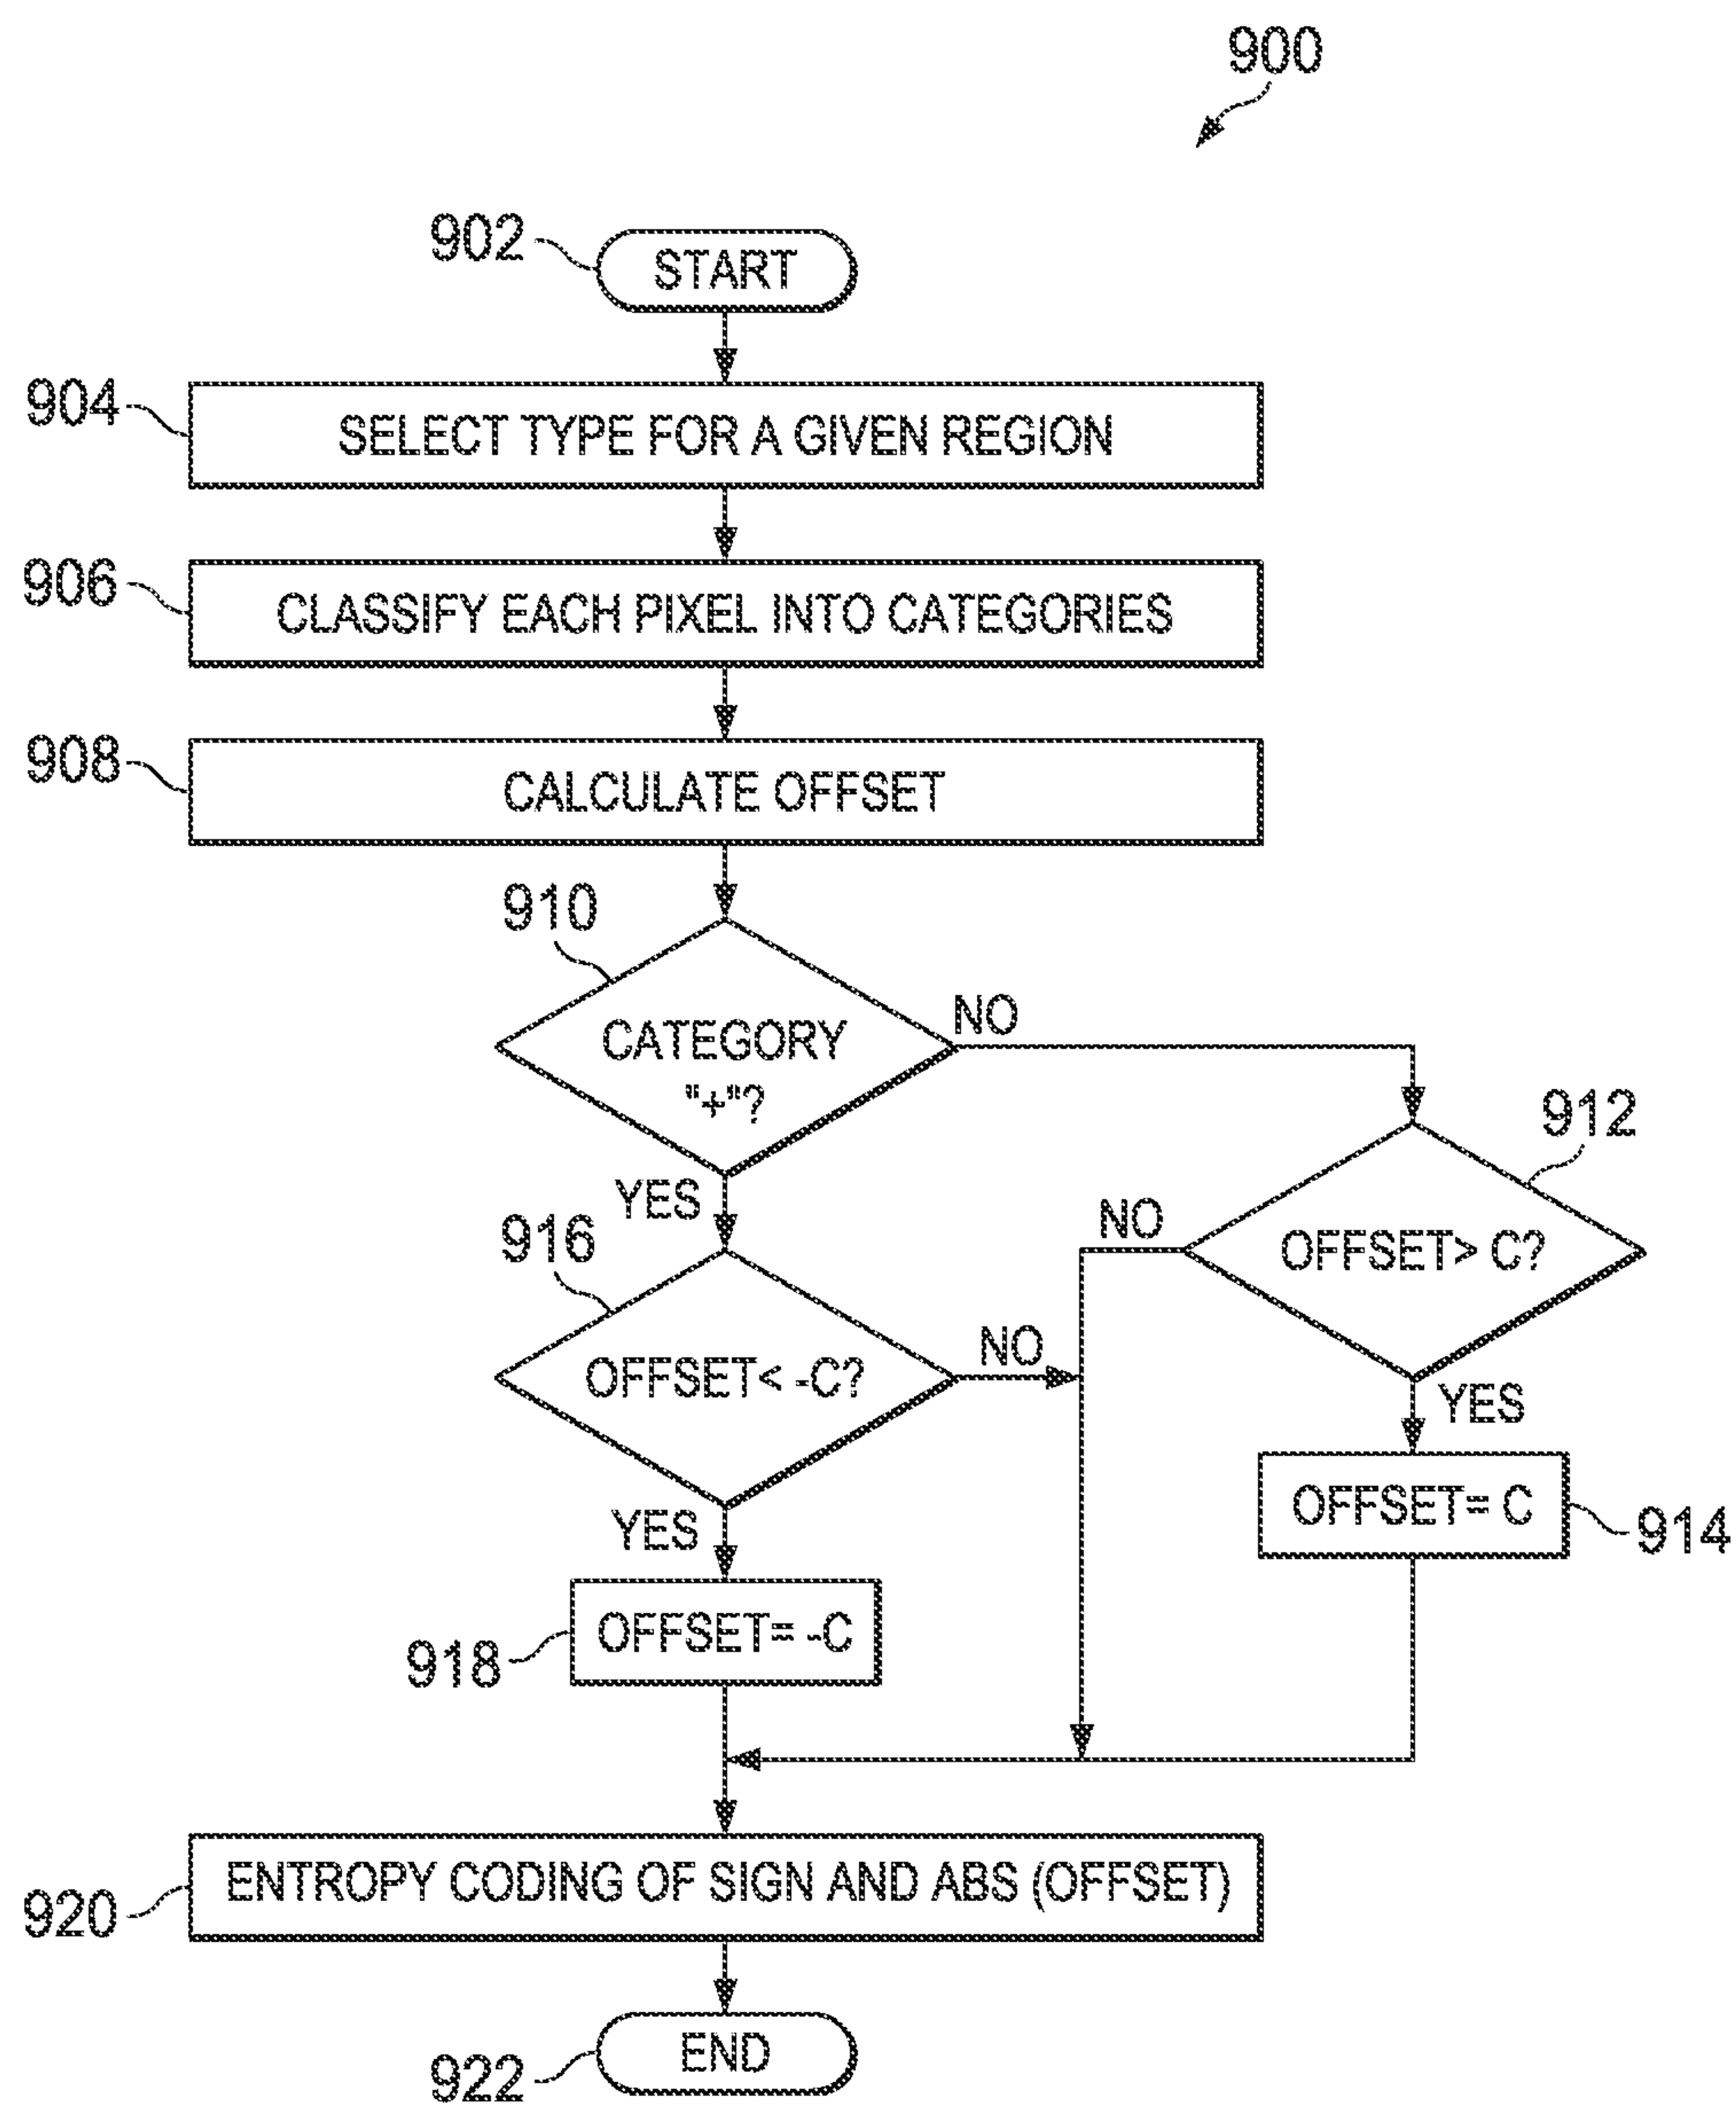 900
902
START
904
SELECT TYPE FOR A GIVEN REGION
906
CLASSIFY EACH PIXEL INTO CATEGORIES
908
CALCULATE OFFSET
910
CATEGORY
"+"?
NO
YES
912
OFFSET> C?
NO
YES
916
OFFSET< -C?
NO
YES
OFFSET= C
914
918
OFFSET= -C
920
ENTROPY CODING OF SIGN AND ABS (OFFSET)
922
END